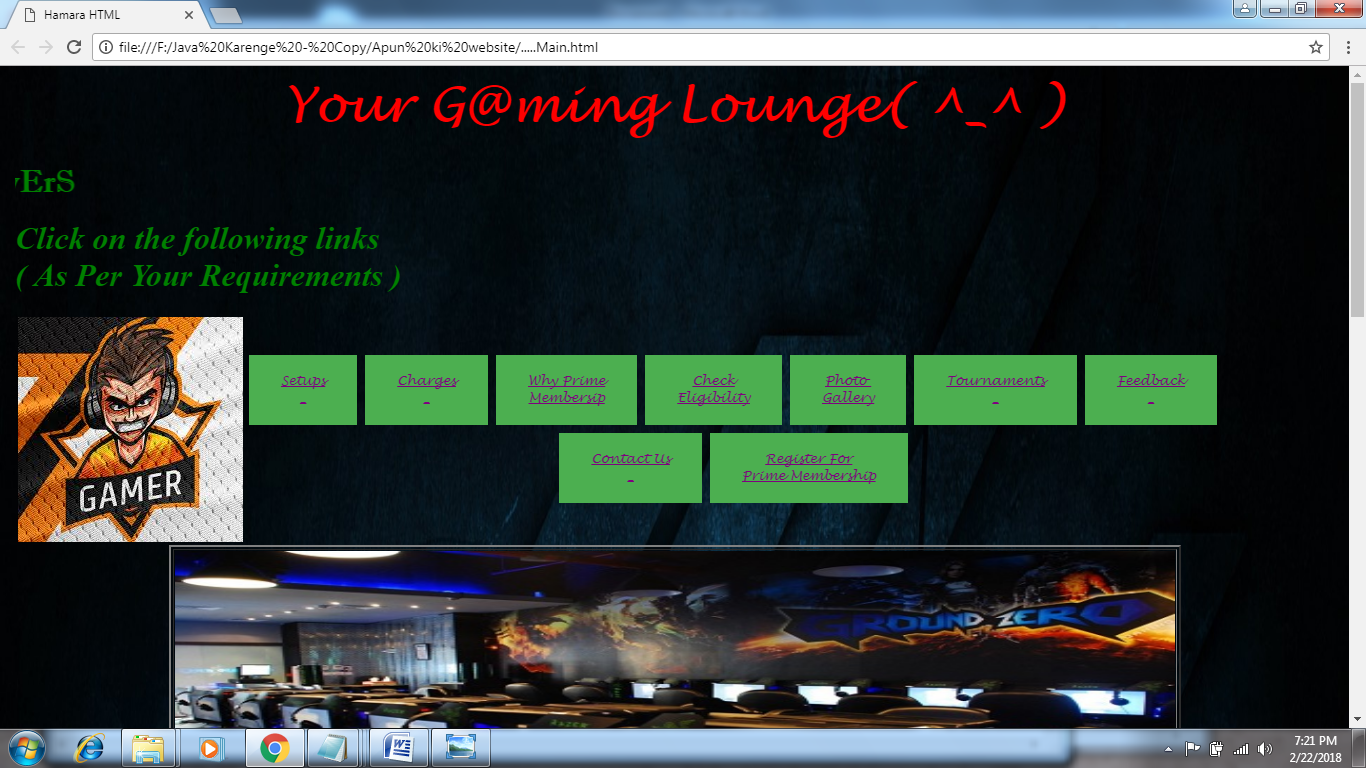 Hamara HTML
file:///F:/Java%20Karenge%20-%20Copy/Apun%20ki%20website/.....Main.html
Your G@ming Lounge( ^_^ )
ErS
Click on the following links
( As Per Your Requirements )
GAMER
Setups
Charges
Why Prime
Membersip
Check
Eligibility
Photo
Gallery
Tournaments
Feedback
Contact Us
Register For
Prime Membership
GROUND ZERO
7:21 PM
2/22/2018